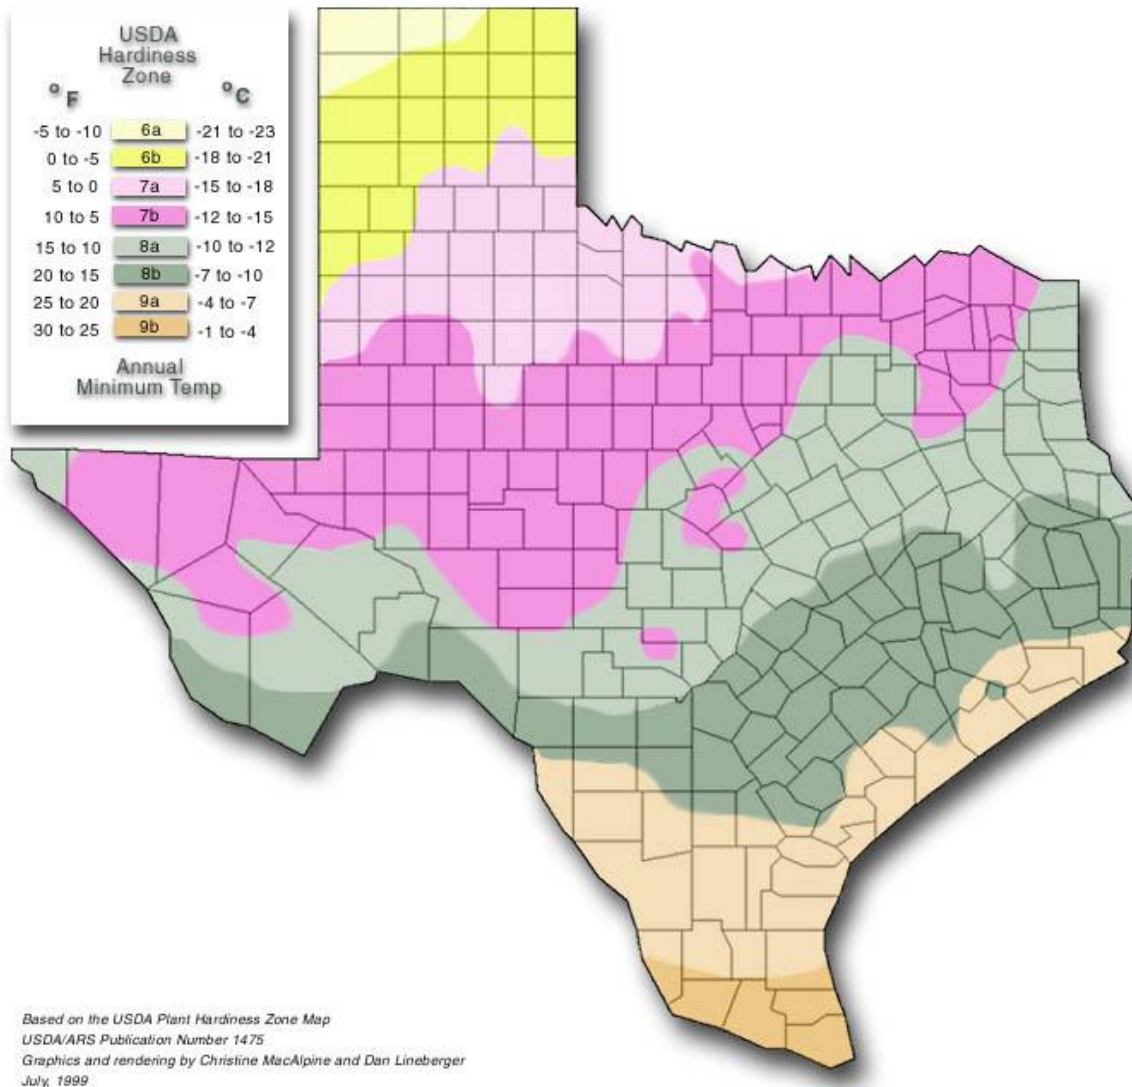 USDA
Hardiness
Zone
° F
° C
-5 to -10 6a -21 to -23
0 to -5 6b -18 to -21
5 to 0 7a -15 to -18
10 to 5 7b -12 to -15
15 to 10 8a -10 to -12
20 to 15 8b -7 to -10
25 to 20 9a -4 to -7
30 to 25 9b -1 to -4
Annual
Minimum Temp
Based on the USDA Plant Hardiness Zone Map
USDA/ARS Publication Number 1475
Graphics and rendering by Christine MacAlpine and Dan Lineberger
July, 1999